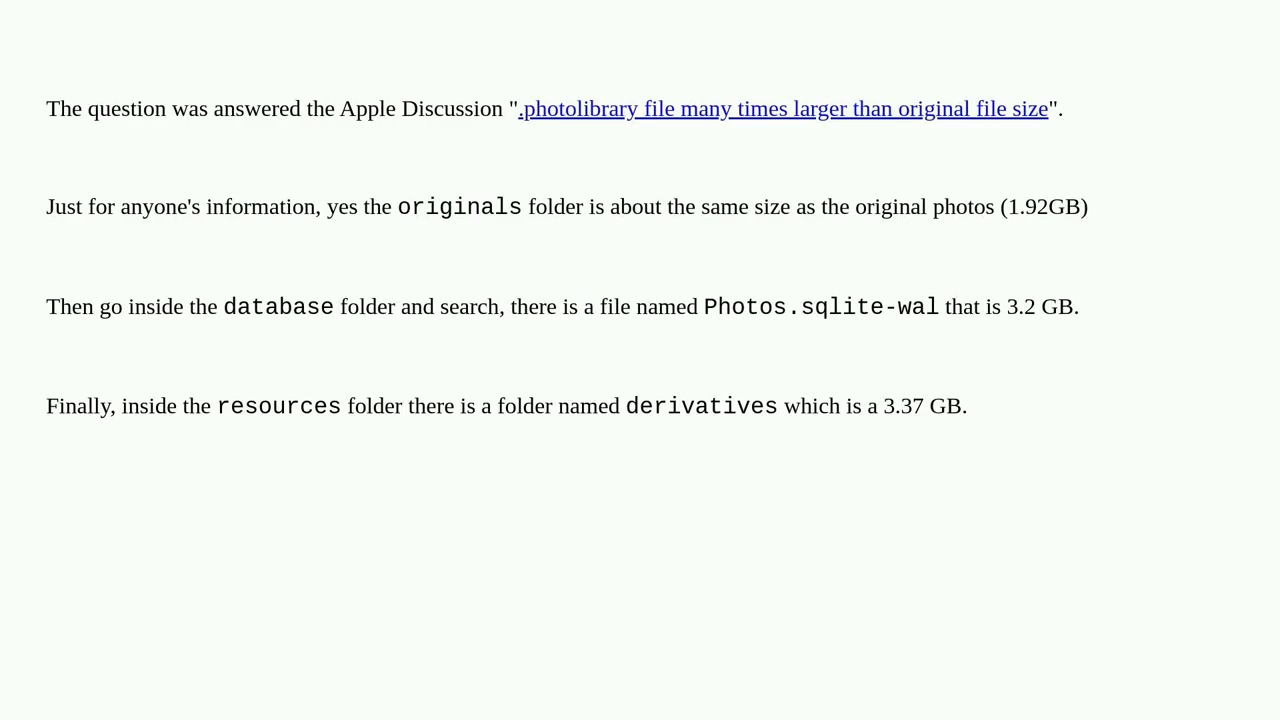 The question was answered the Apple Discussion ".photolibrary file many times larger than original file size".
Just for anyone's information, yes the originals folder is about the same size as the original photos (1.92GB)
Then go inside the database folder and search, there is a file named Photos.sqlite-wal that is 3.2 GB.
Finally, inside the resources folder there is a folder named derivatives which is a 3.37 GB.